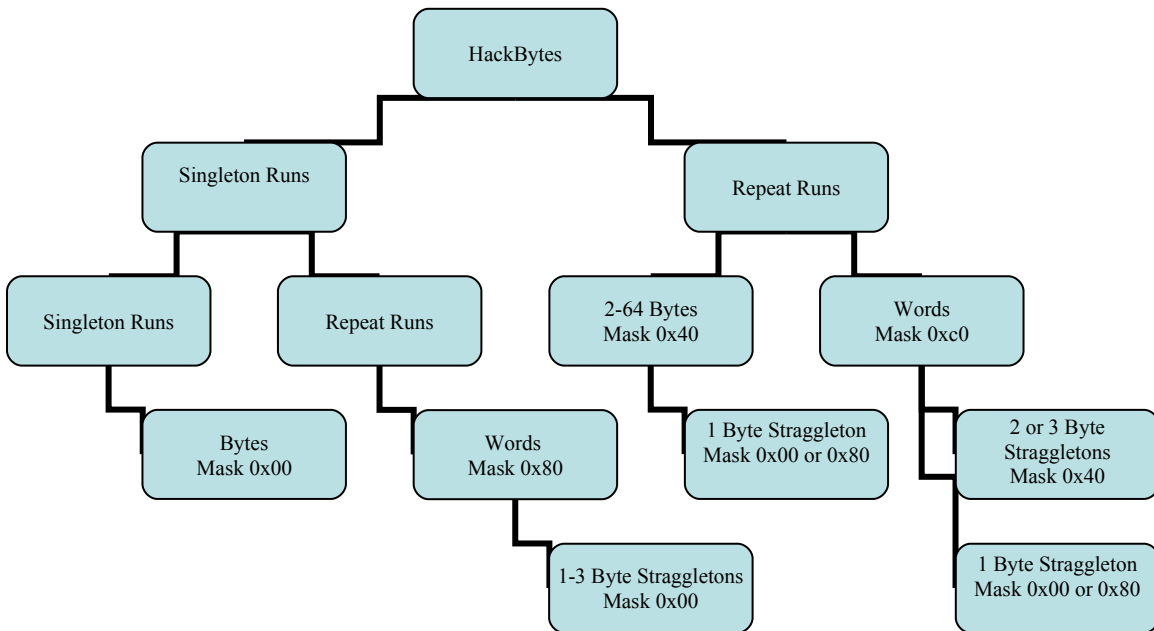 HackBytes
Singleton Runs
Repeat Runs
Singleton Runs
Repeat Runs
2-64 Bytes
Mask 0x40
Words
Mask 0xc0
Bytes
Mask 0x00
Words
Mask 0x80
1 Byte Straggleton
Mask 0x00 or 0x80
2 or 3 Byte
Straggletons
Mask 0x40
1-3 Byte Straggletons
Mask 0x00
1 Byte Straggleton
Mask 0x00 or 0x80